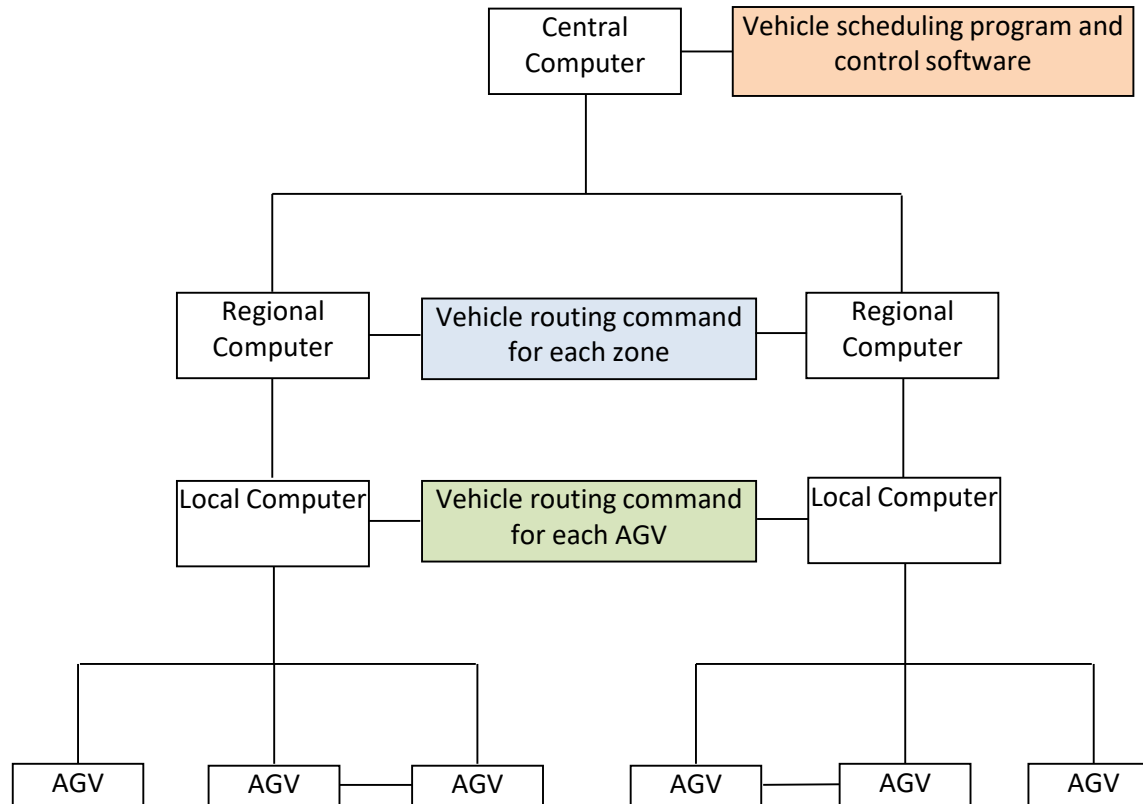 Central
Computer
Vehicle scheduling program and
control software
Regional
Computer
Vehicle routing command
for each zone
Regional
Computer
Local Computer
Vehicle routing command
for each AGV
Local Computer
AGV
AGV
AGV
AGV
AGV
AGV